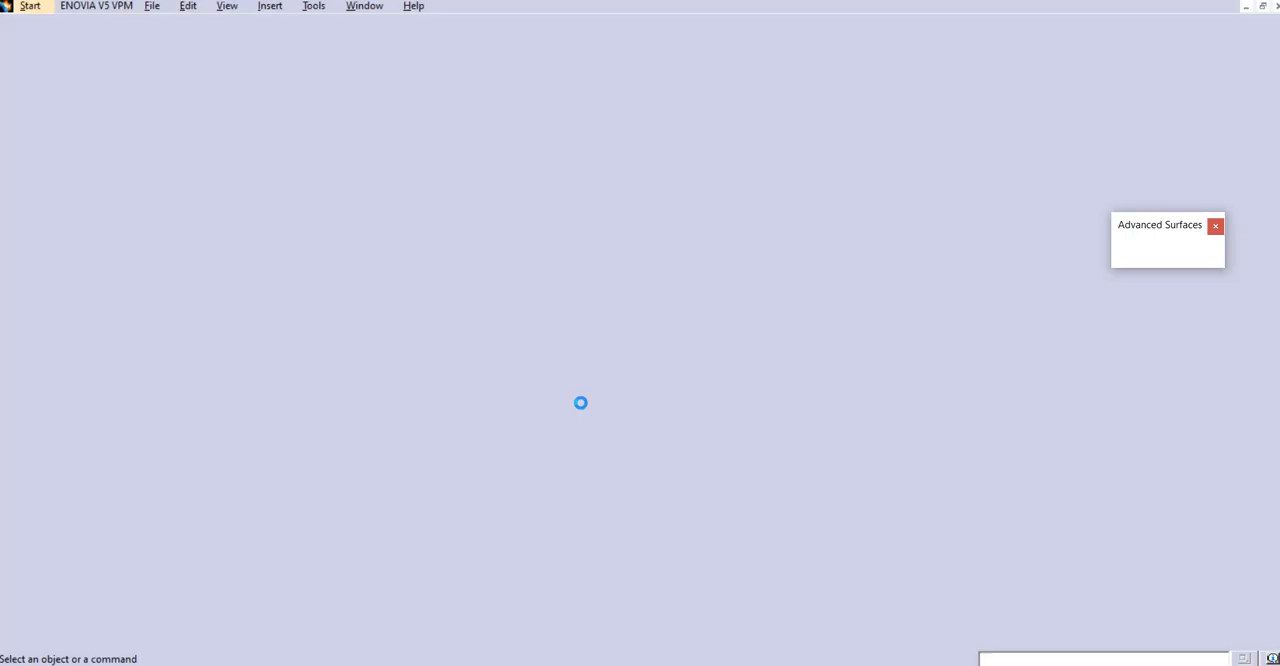 Start ENOVIA V5 VPM File Edit View Insert Tools Window Help
Advanced Surfaces
Select an object or a command